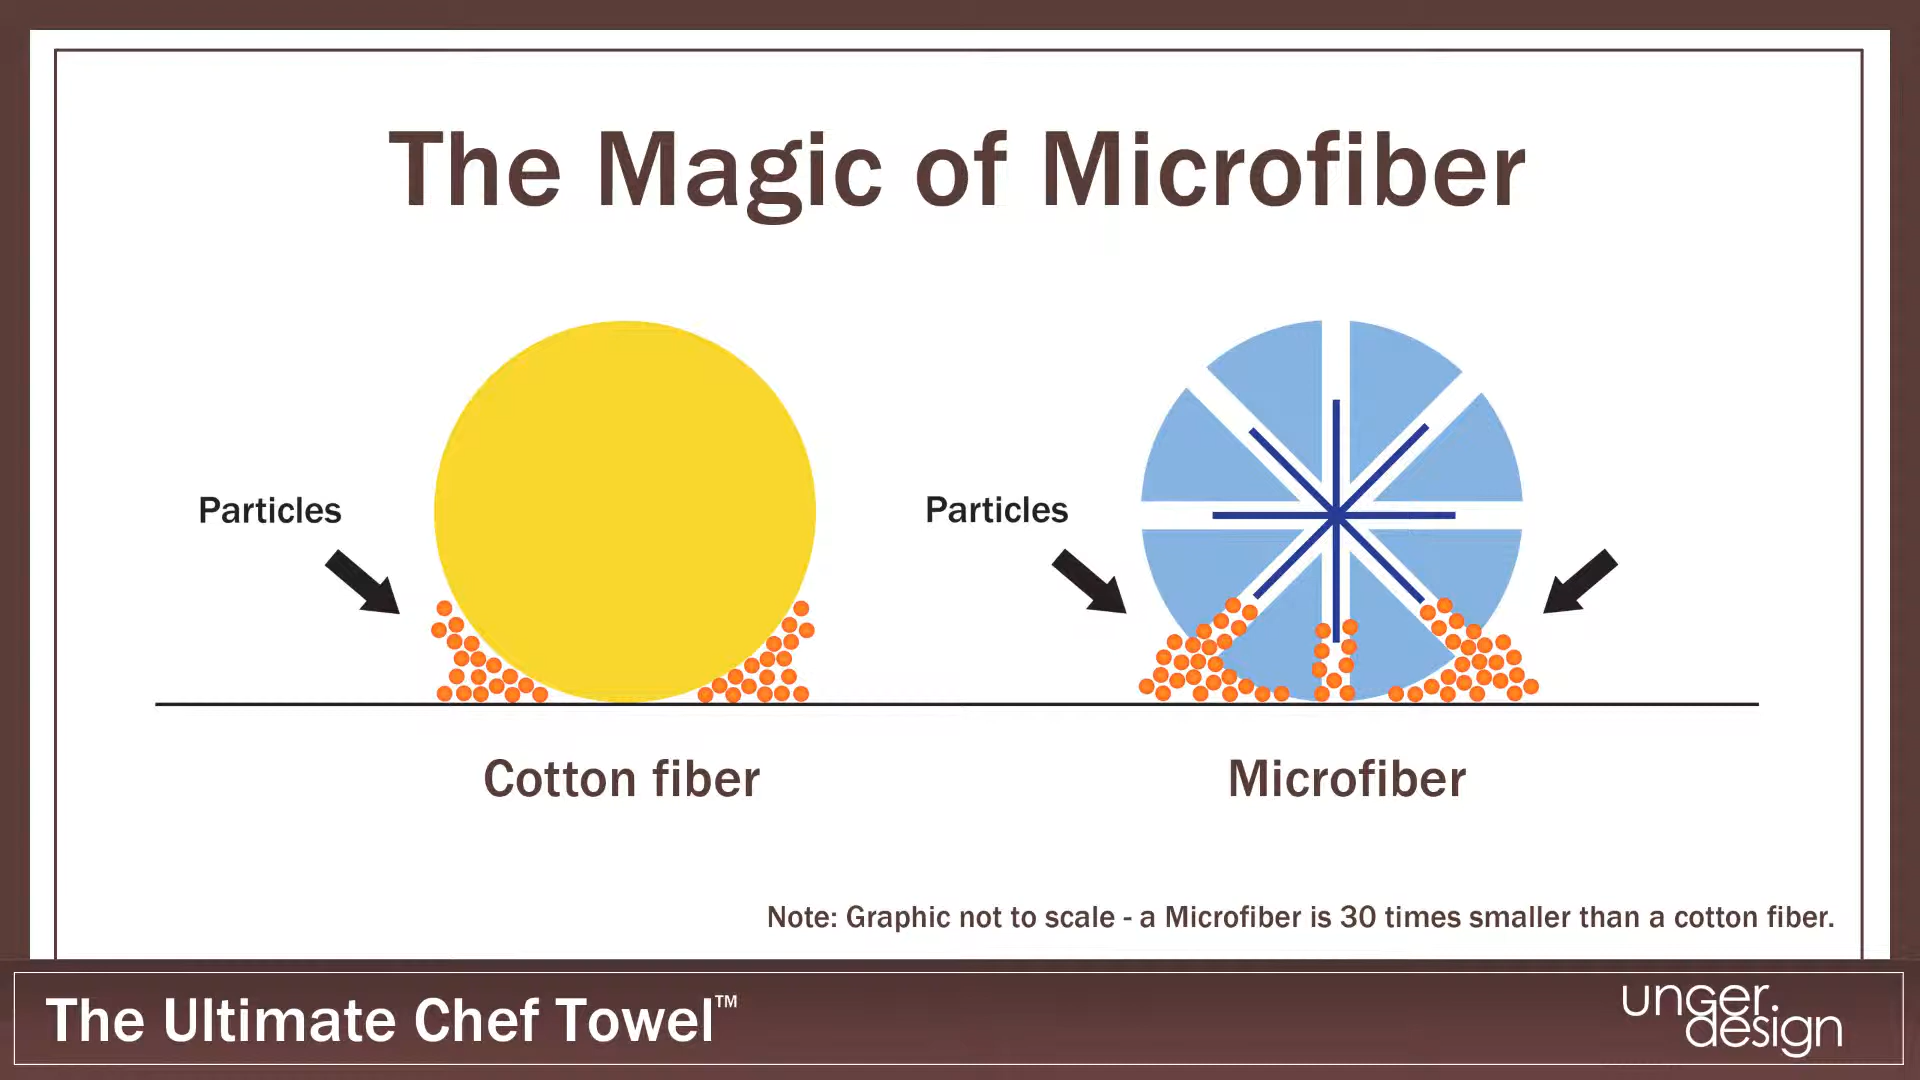 The Magic of Microfiber
Particles
Particles
Cotton fiber
Microfiber
Note: Graphic not to scale - a Microfiber is 30 times smaller than a cotton fiber.
The Ultimate Chef Towel™
unger
design